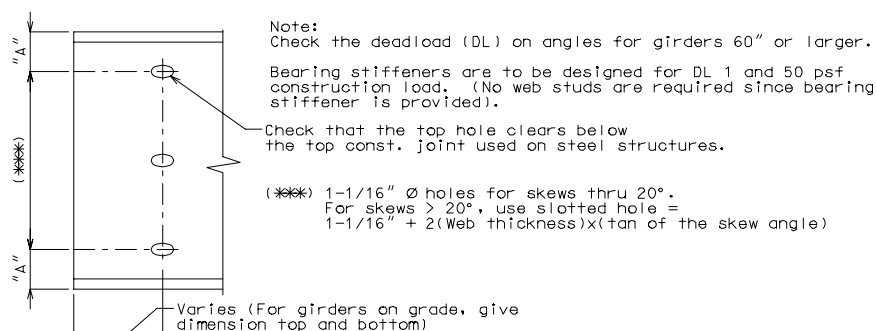 Note:
Check the deadload (DL) on angles for girders 60" or larger.
Bearing stiffeners are to be designed for DL 1 and 50 psf
construction load. (No web studs are required since bearing
stiffener is provided).
Check that the top hole clears below
the top const. joint used on steel structures.
(***) 1-1/16" Ø holes for skews thru 20°.
For skews > 20°, use slotted hole =
1-1/16" + 2(Web thickness)x(tan of the skew angle)
"A"
(***)
"A"
Varies (For girders on grade, give
dimension top and bottom)